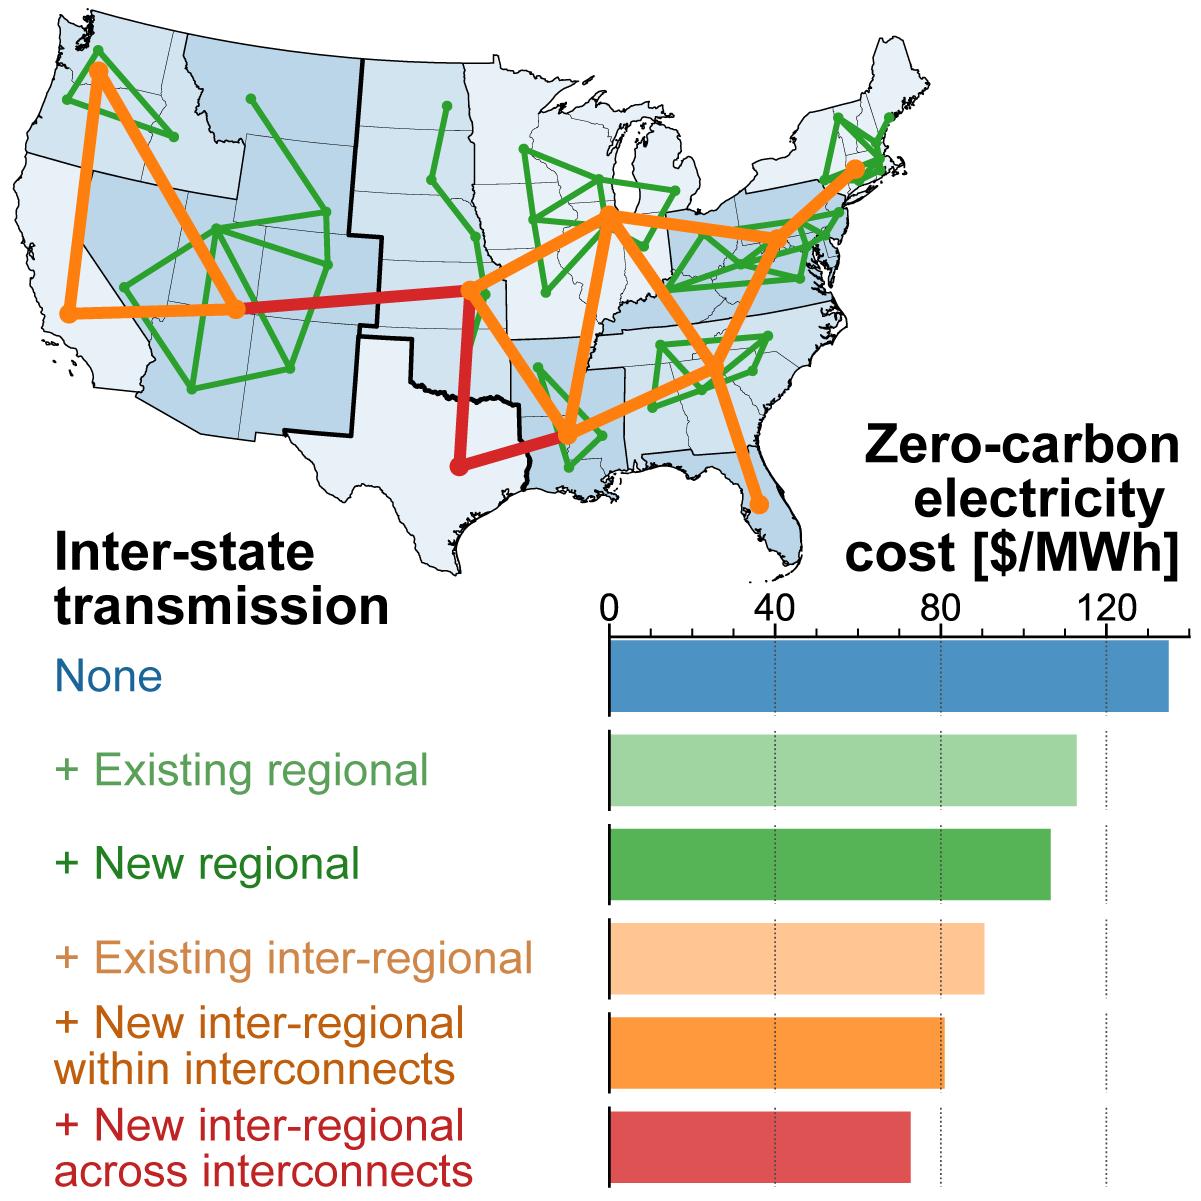 Zero-carbon
electricity
cost [$/MWh]
Inter-state
transmission
0 40 80 120
None
+ Existing regional
+ New regional
+ Existing inter-regional
+ New inter-regional
within interconnects
+ New inter-regional
across interconnects